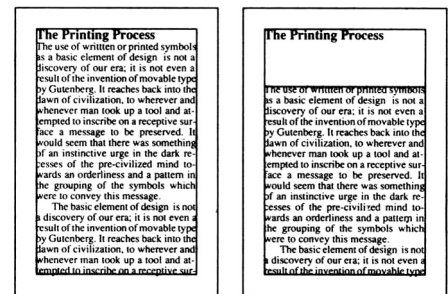 The Printing Process
The use of writtten or printed symbols
as a basic element of design is not a
discovery of our era; it is not even a
result of the invention of movable type
by Gutenberg. It reaches back into the
dawn of civilization, to wherever and
whenever man took up a tool and at-
tempted to inscribe on a receptive sur-
face a message to be preserved. It
would seem that there was something
of an instinctive urge in the dark re-
cesses of the pre-civilized mind to-
wards an orderliness and a pattern in
the grouping of the symbols which
were to convey this message.
The basic element of design is not
a discovery of our era; it is not even a
result of the invention of movable type
by Gutenberg. It reaches back into the
dawn of civilization, to wherever and
whenever man took up a tool and at-
tempted to inscribe on a receptive sur-
The Printing Process
The use of writtten or printed symbols
as a basic element of design is not a
discovery of our era; it is not even a
result of the invention of movable type
by Gutenberg. It reaches back into the
dawn of civilization, to wherever and
whenever man took up a tool and at-
tempted to inscribe on a receptive sur-
face a message to be preserved. It
would seem that there was something
of an instinctive urge in the dark re-
cesses of the pre-civilized mind to-
wards an orderliness and a pattern in
the grouping of the symbols which
were to convey this message.
The basic element of design is not
a discovery of our era; it is not even a
result of the invention of movable type